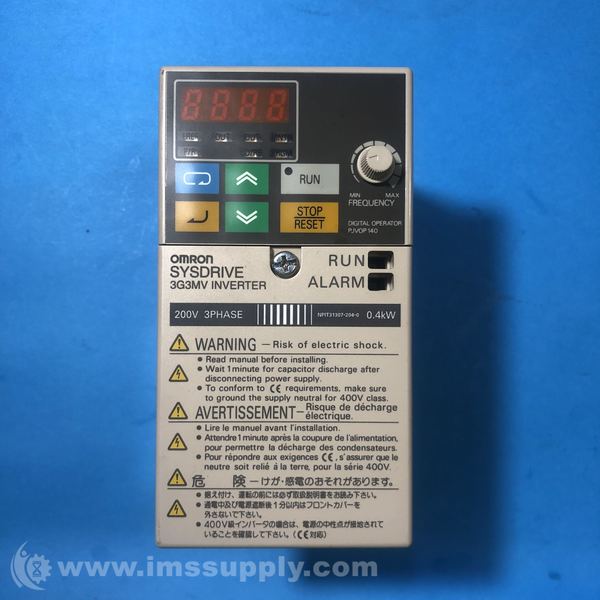 8888
RUN
STOP
RESET
MIN MAX
FREQUENCY
DIGITAL OPERATOR
PJVOP140
OMRON
SYSDRIVE
3G3MV INVERTER
RUN
ALARM
200V 3PHASE NPIT31307-204-0 0.4kW
WARNING – Risk of electric shock.
● Read manual before installing.
● Wait 1 minute for capacitor discharge after
disconnecting power supply.
● To conform to CE requirements, make sure
to ground the supply neutral for 400V class.
AVERTISSEMENT – Risque de décharge
électrique.
● Lire le manuel avant l'installation.
● Attendre 1 minute après la coupure de l'alimentation,
pour permettre la décharge des condensateurs.
● Pour répondre aux exigences CE, s'assurer que le
neutre soit relié à la terre, pour la série 400V.
危 険 – けが、感電のおそれがあります。
● 据え付け、運転の前には必ず取扱説明書をお読み下さい。
● 通電中及び電源遮断後1分以内はフロントカバーを
外さないで下さい。
● 400V級インバータの場合は、電源の中性点が接地されて
いることを確認して下さい。(CE対応)
www.imssupply.com/